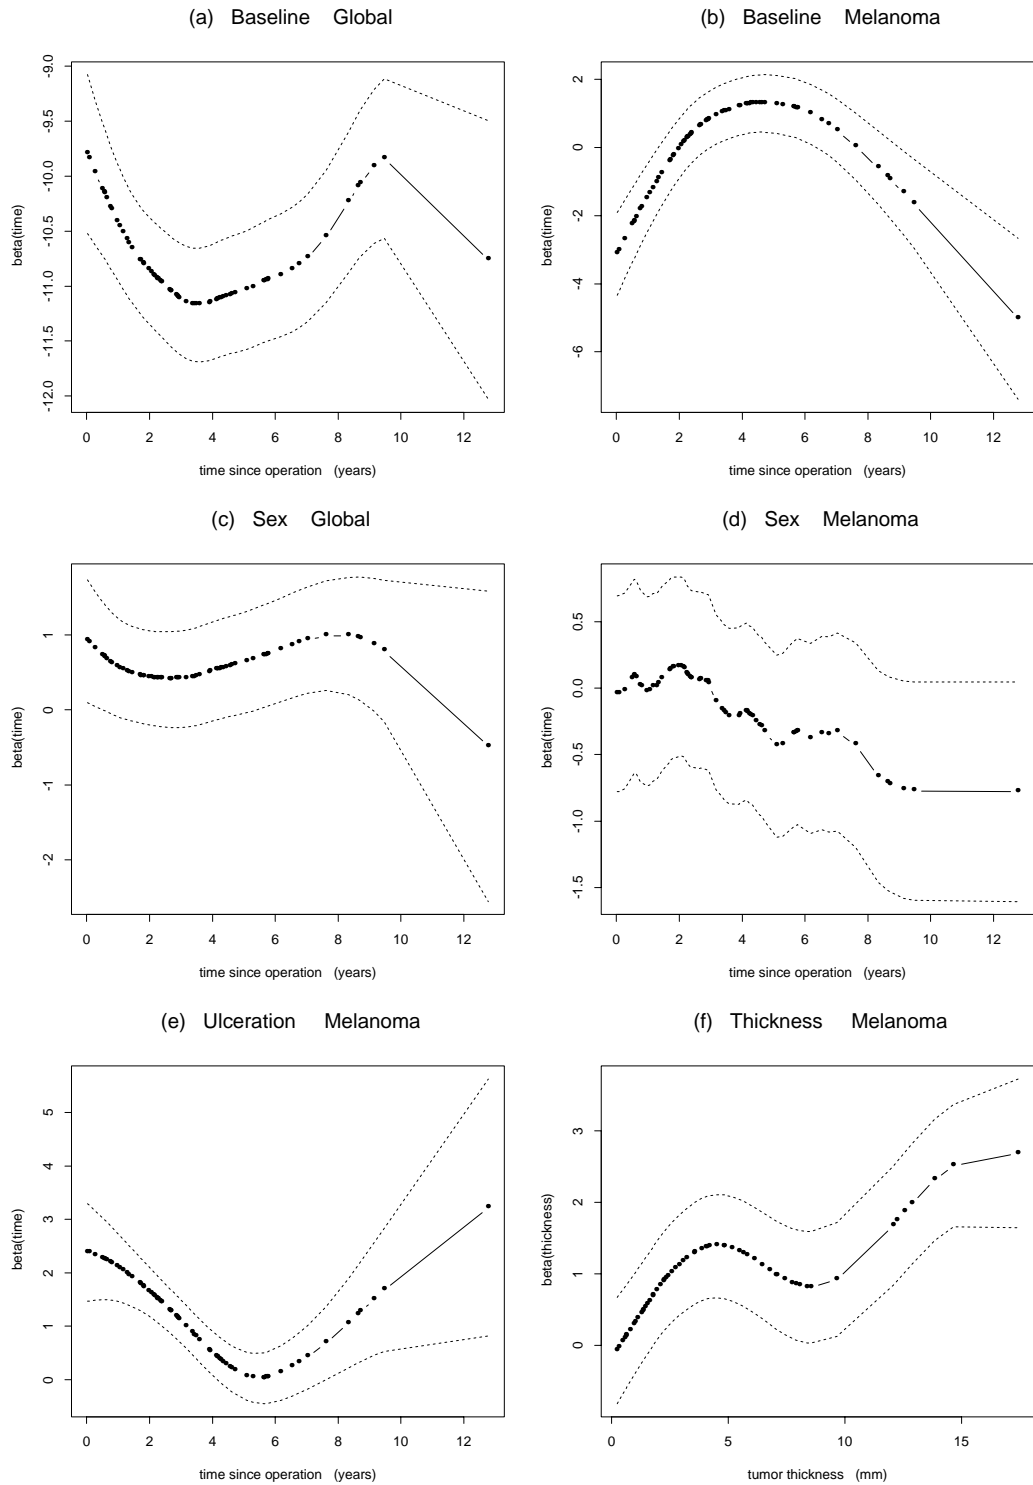 (a) Baseline Global
beta(time)
-9.0
-9.5
-10.0
-10.5
-11.0
-11.5
-12.0
0 2 4 6 8 10 12
time since operation (years)
(b) Baseline Melanoma
beta(time)
2
0
-2
-4
-6
0 2 4 6 8 10 12
time since operation (years)
(c) Sex Global
beta(time)
1
0
-1
-2
0 2 4 6 8 10 12
time since operation (years)
(d) Sex Melanoma
beta(time)
0.5
0.0
-0.5
-1.0
-1.5
0 2 4 6 8 10 12
time since operation (years)
(e) Ulceration Melanoma
beta(time)
5
4
3
2
1
0
0 2 4 6 8 10 12
time since operation (years)
(f) Thickness Melanoma
beta(thickness)
3
2
1
0
0 5 10 15
tumor thickness (mm)